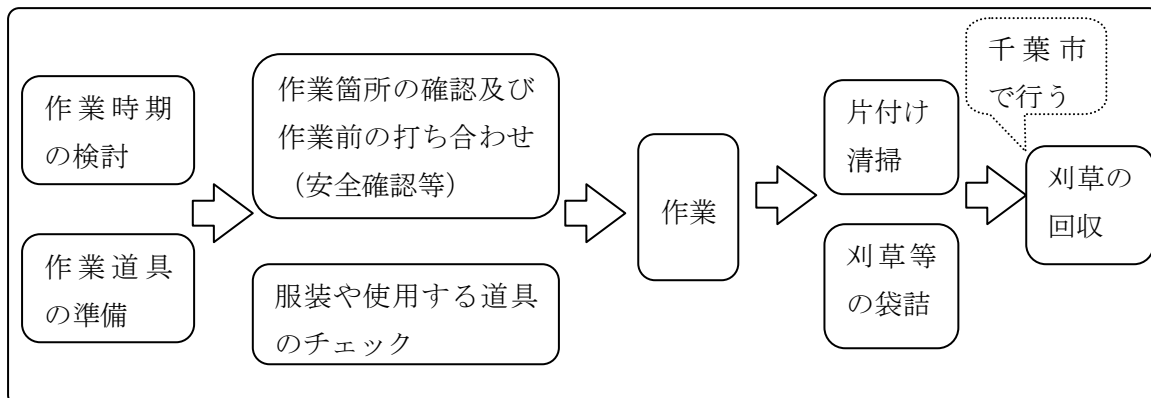 作業時期
の検討
作業道具
の準備
作業箇所の確認及び
作業前の打ち合わせ
(安全確認等)
服装や使用する道具
のチェック
作業
片付け
清掃
刈草等
の袋詰
千葉市
で行う
刈草の
回収